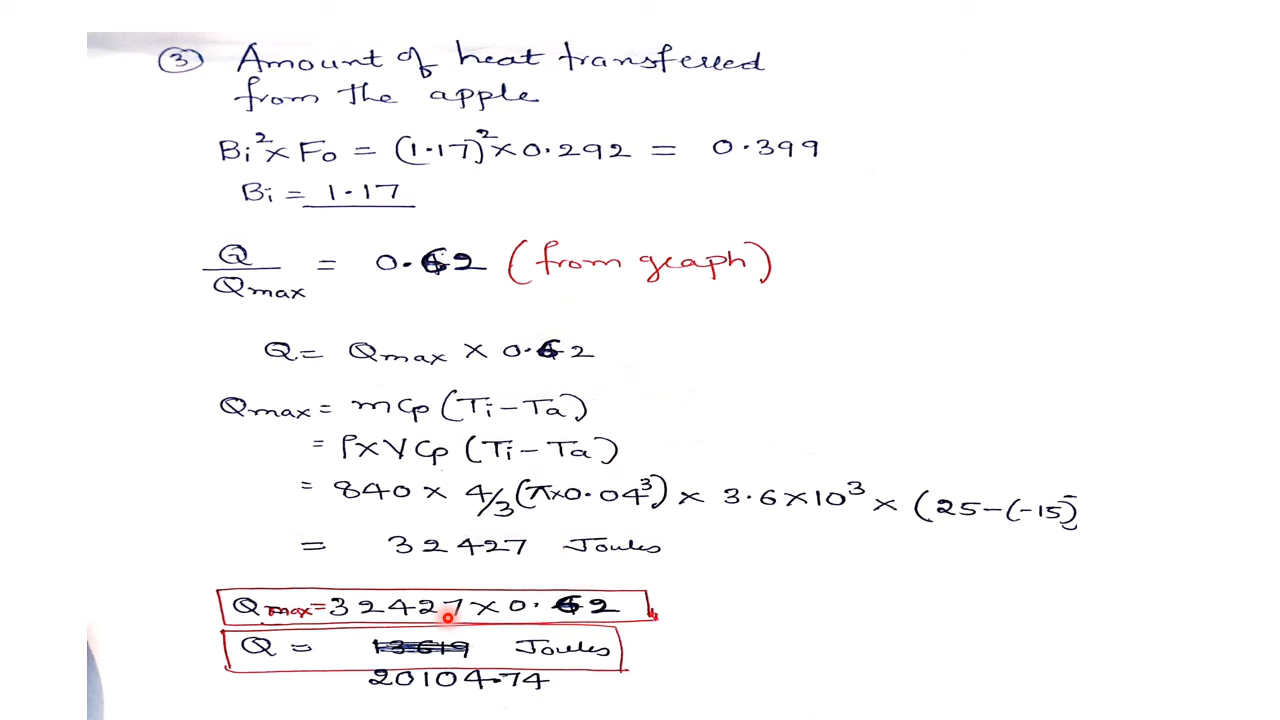 ③ Amount of heat transferred
from the apple
Bi² × Fo = (1.17)² × 0.292 = 0.399
Bi = 1.17
Q/Qmax = 0.62 (from graph)
Q = Qmax × 0.62
Qmax = m Cp (Ti - Ta)
= ρ × V Cp (Ti - Ta)
= 840 × 4/3 (π × 0.04³) × 3.6 × 10³ × (25 - (-15)
= 32427 Joules
Qmax = 32427 × 0.62
Q = 13619 Joules
20104.74